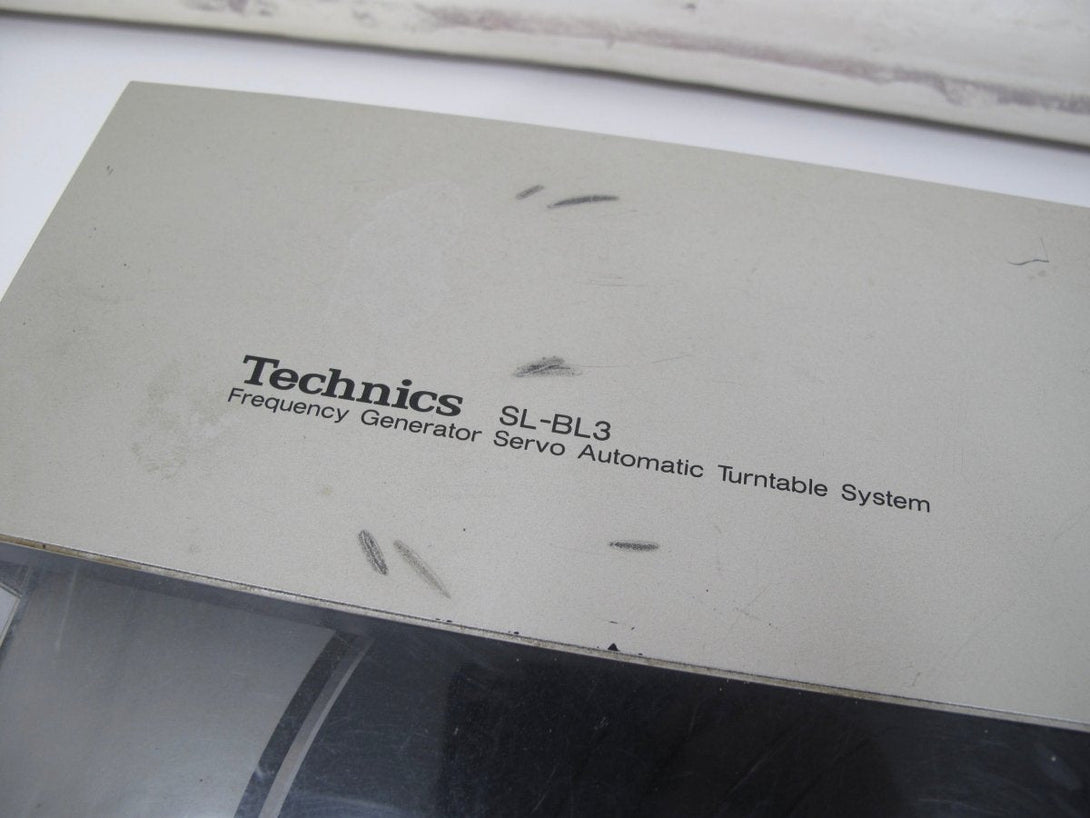 Technics SL-BL3
Frequency Generator Servo Automatic Turntable System